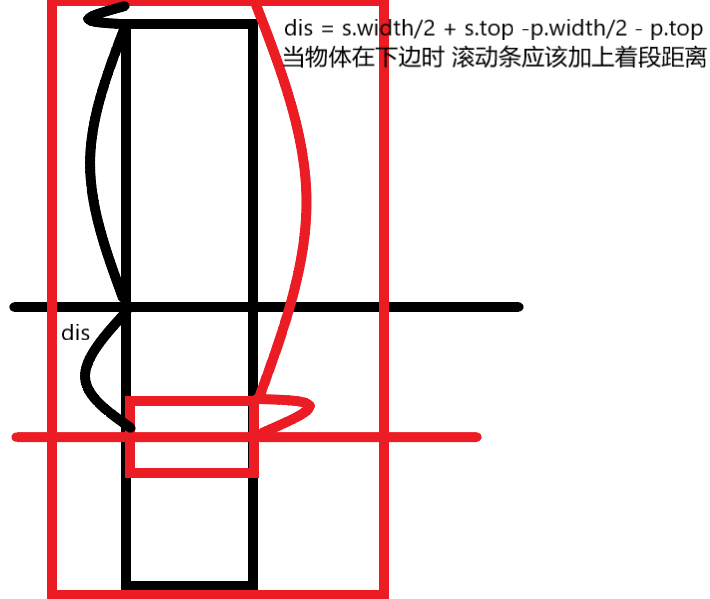 dis = s.width/2 + s.top -p.width/2 - p.top
当物体在下边时 滚动条应该加上着段距离
dis